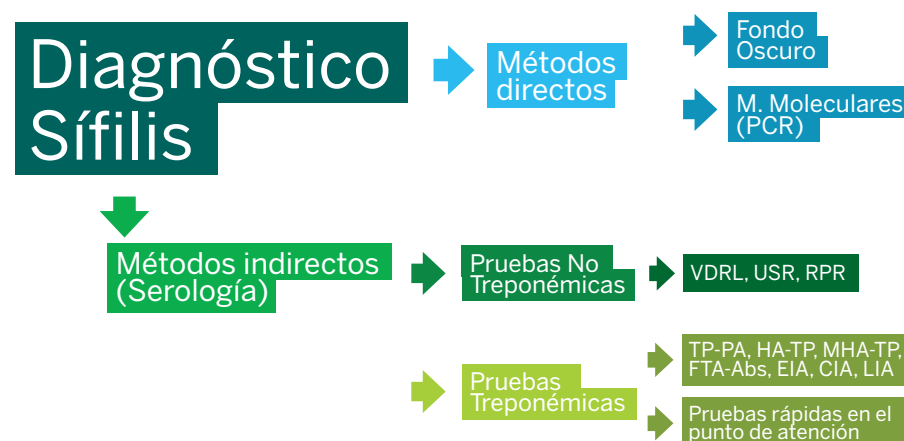 Diagnóstico
Sífilis
Métodos
directos
Fondo
Oscuro
M. Moleculares
(PCR)
Métodos indirectos
(Serología)
Pruebas No
Treponémicas
VDRL, USR, RPR
Pruebas
Treponémicas
TP-PA, HA-TP, MHA-TP,
FTA-Abs, EIA, CIA, LIA
Pruebas rápidas en el
punto de atención